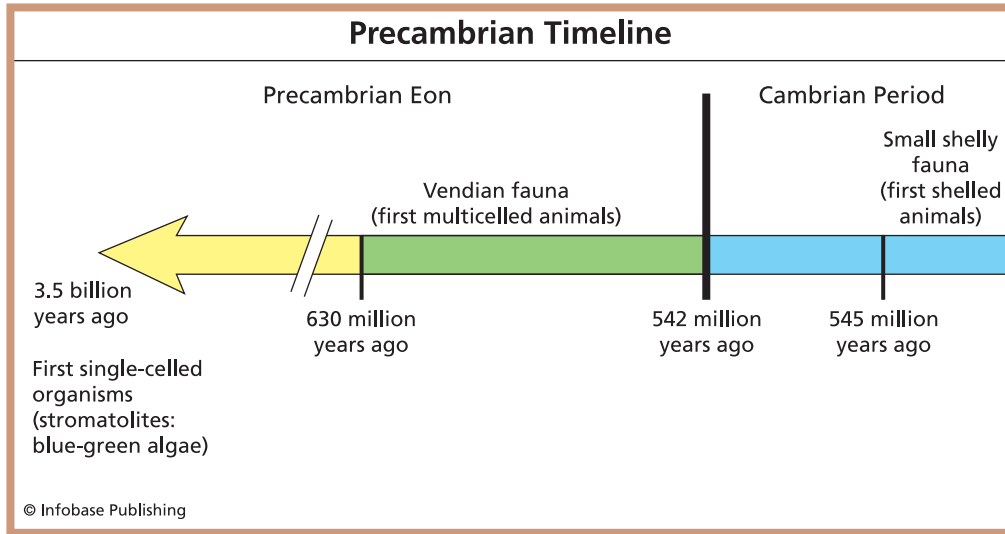 Precambrian Timeline
Precambrian Eon
Cambrian Period
Small shelly
fauna
(first shelled
animals)
Vendian fauna
(first multicelled animals)
3.5 billion
years ago
630 million
years ago
542 million
years ago
545 million
years ago
First single-celled
organisms
(stromatolites:
blue-green algae)
© Infobase Publishing